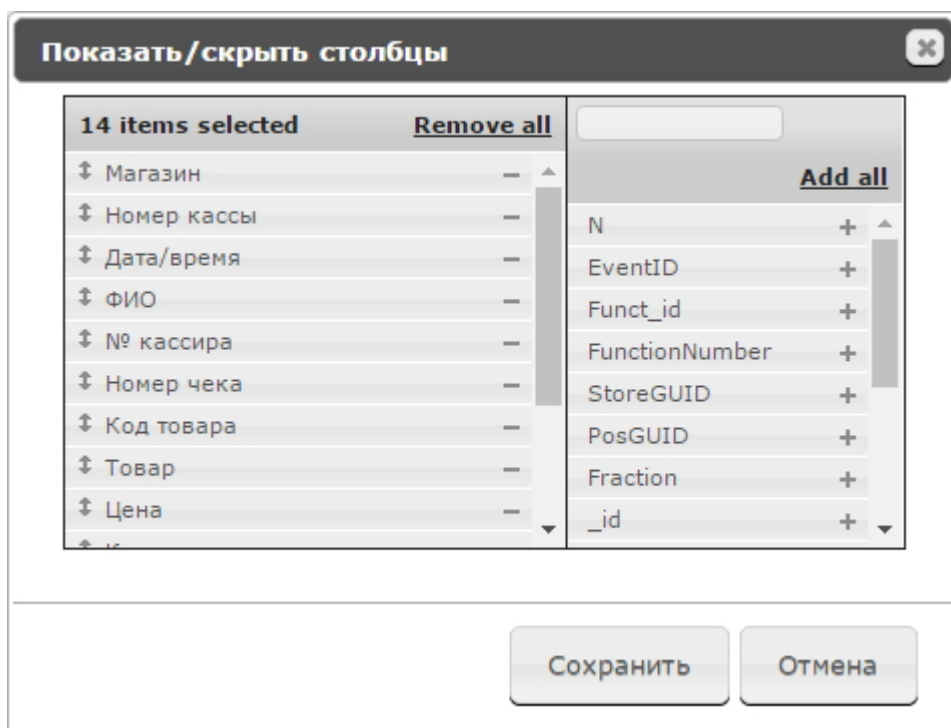 Показать/скрыть столбцы
14 items selected Remove all
Магазин
Номер кассы
Дата/время
ФИО
№ кассира
Номер чека
Код товара
Товар
Цена
Add all
N
EventID
Funct_id
FunctionNumber
StoreGUID
PosGUID
Fraction
_id
Сохранить Отмена